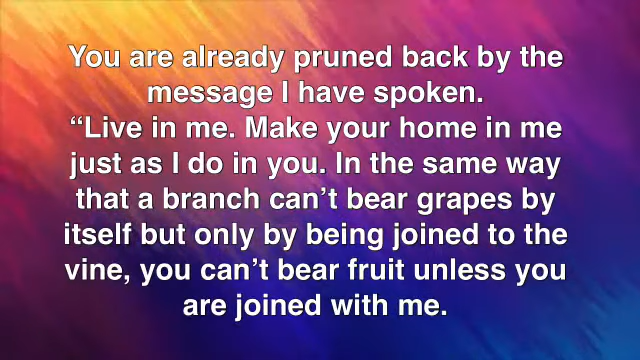 You are already pruned back by the
message I have spoken.
“Live in me. Make your home in me
just as I do in you. In the same way
that a branch can’t bear grapes by
itself but only by being joined to the
vine, you can’t bear fruit unless you
are joined with me.